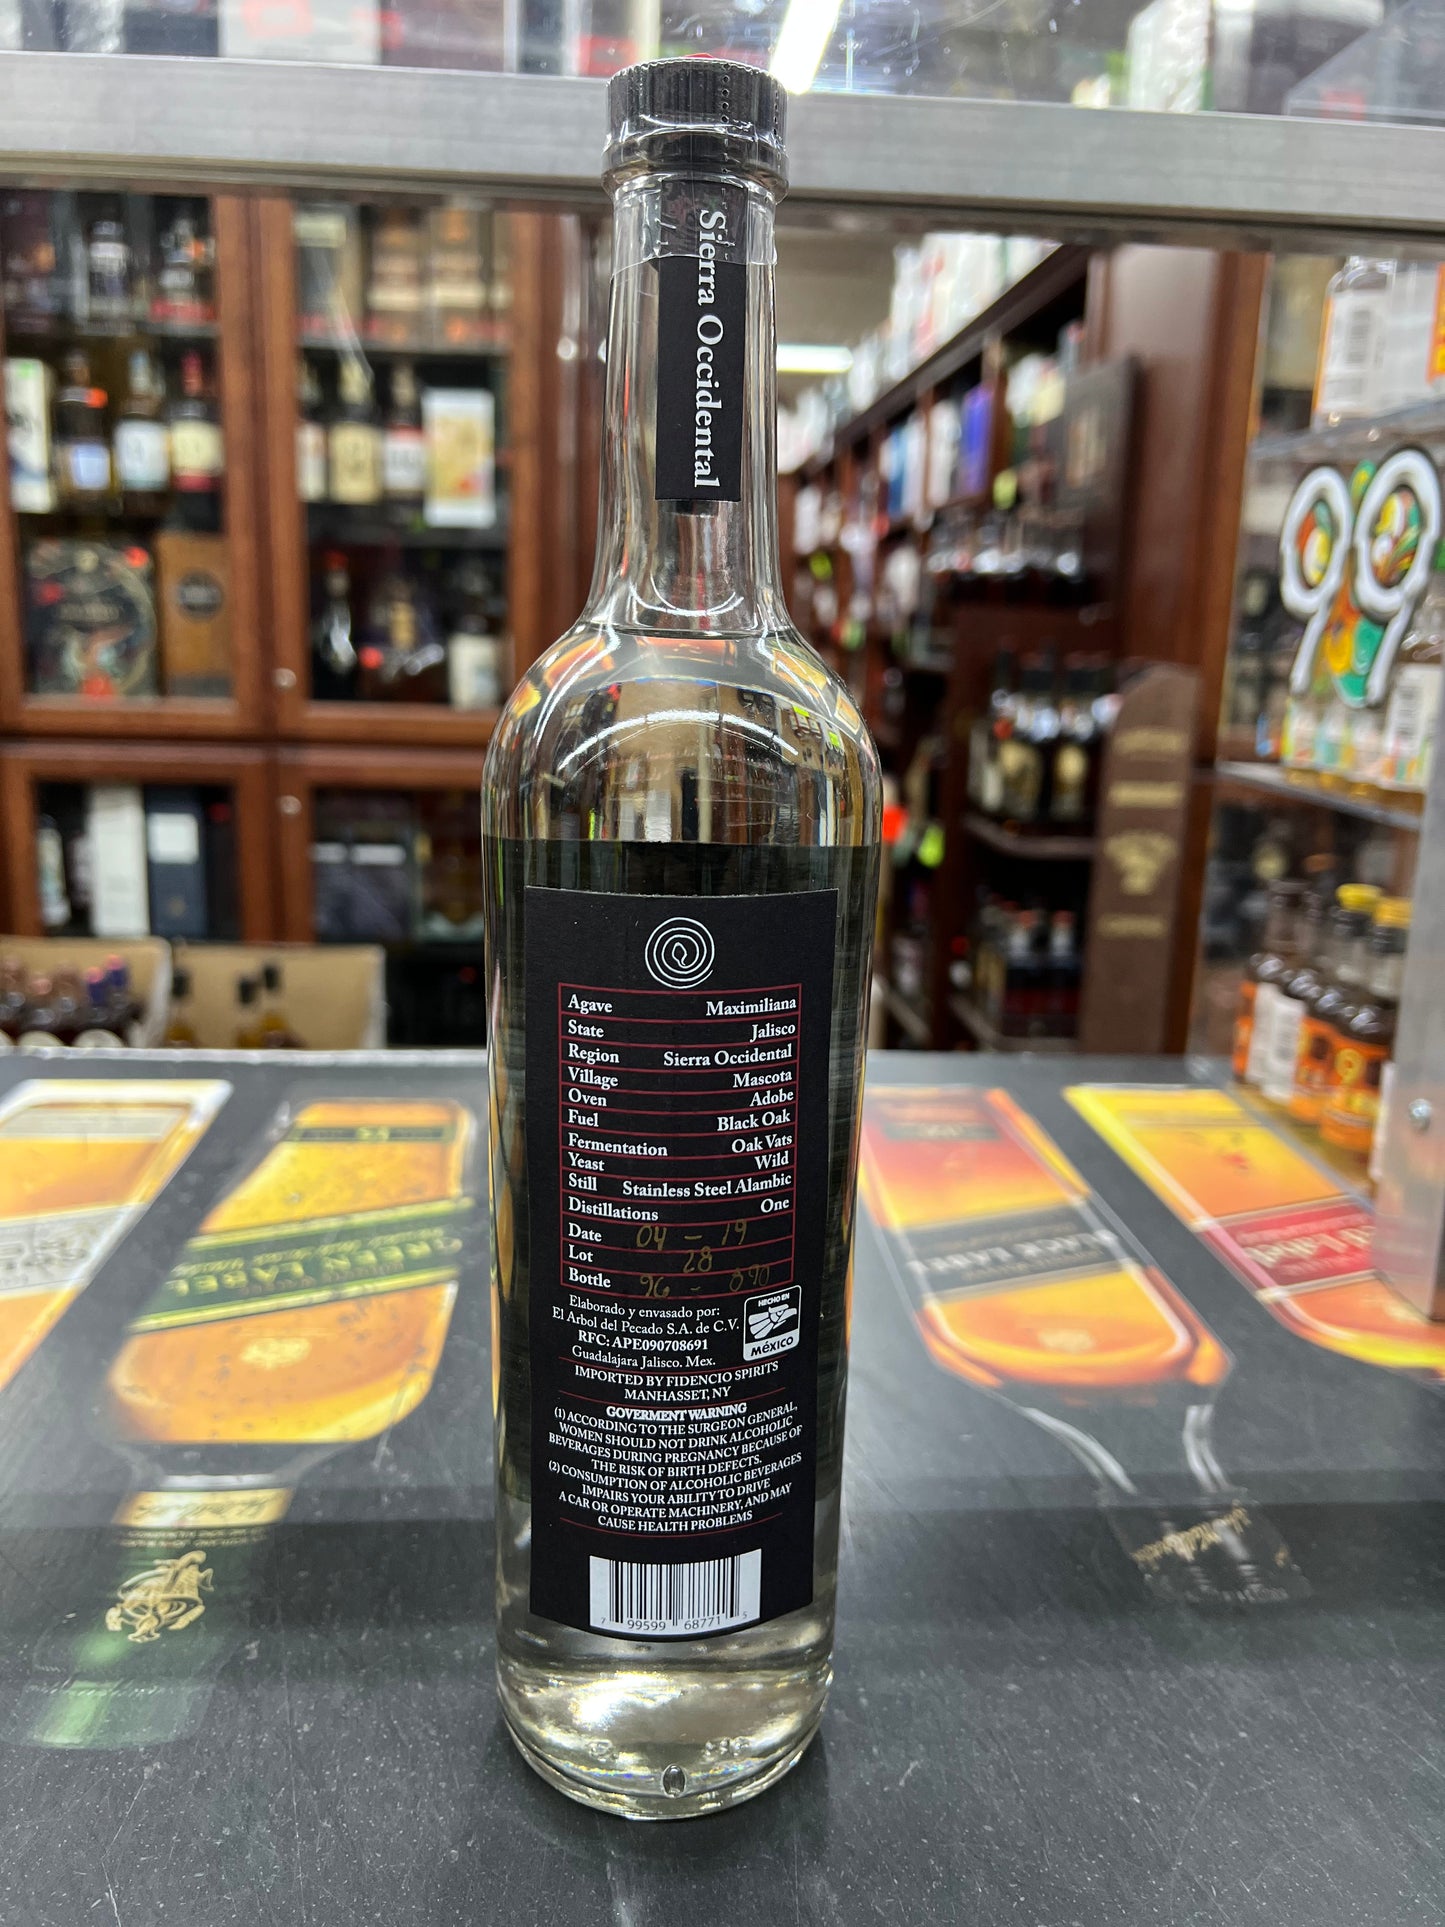 Sierra Occidental
Agave Maximiliana
State Jalisco
Region Sierra Occidental
Village Mascota
Oven Adobe
Fuel Black Oak
Fermentation Oak Vats
Yeast Wild
Still Stainless Steel Alambic
Distillations One
Date 04 - 19
Lot 28
Bottle 96 - 890
Elaborado y envasado por:
El Arbol del Pecado S.A. de C.V.
RFC: APE090708691
Guadalajara Jalisco. Mex.
HECHO EN
MÉXICO
IMPORTED BY FIDENCIO SPIRITS
MANHASSET, NY
GOVERMENT WARNING
(1) ACCORDING TO THE SURGEON GENERAL,
WOMEN SHOULD NOT DRINK ALCOHOLIC
BEVERAGES DURING PREGNANCY BECAUSE OF
THE RISK OF BIRTH DEFECTS.
(2) CONSUMPTION OF ALCOHOLIC BEVERAGES
IMPAIRS YOUR ABILITY TO DRIVE
A CAR OR OPERATE MACHINERY, AND MAY
CAUSE HEALTH PROBLEMS
7 99599 68771 5
GREEN LABEL
99